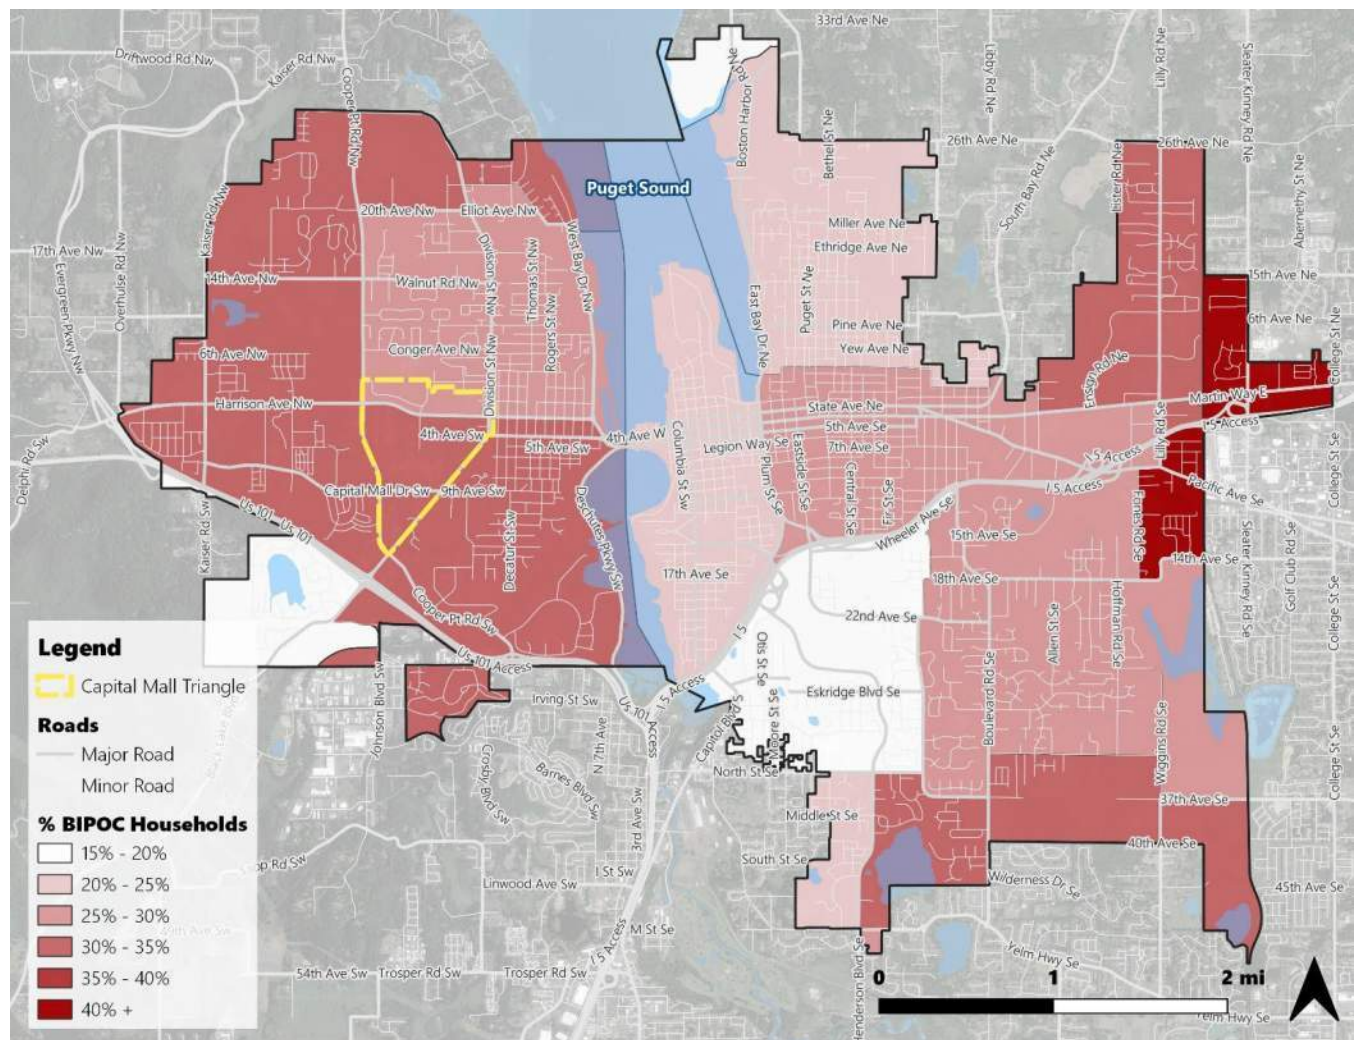 33rd Ave Ne
Driftwood Rd Nw
Kaiser Rd Nw
Cooper Pt Rd Nw
Rd Ne
Libby Rd Ne
Lilly Rd Ne
Seater Kinney Rd Ne
Boston Harbor
Bethel St Ne
26th Ave Ne
26th Ave Ne
South Bay Rd Ne
Lister Rd Ne
Abernethy St Ne
Puget Sound
Kaiser Rd Nw
20th Ave Nw
Elliot Ave Nw
Miller Ave Ne
Ethridge Ave Ne
17th Ave Nw
Overhulse Rd Nw
Evergreen Pkwy Nw
14th Ave Nw
Walnut Rd Nw
Division St Nw
Thomas St Nw
Rogers St Nw
West Bay Dr Nw
East Bay Dr Ne
Puget St Ne
15th Ave Ne
6th Ave Ne
6th Ave Nw
Conger Ave Nw
Division St Nw
Pine Ave Ne
Yew Ave Ne
Ensign Rd Ne
College St Ne
Harrison Ave Nw
Martin Way E
State Ave Ne
4th Ave Sw
5th Ave Sw
4th Ave W
Legion Way Se
5th Ave Se
7th Ave Se
Lilly Rd Se
I 5 Access
I 5 Access
I 5 Access
Delphi Rd Sw
Capital Mall Dr Sw
9th Ave Sw
Columbia St Sw
Plum St Se
Eastside St Se
Central St Se
Fir St Se
Pacific Ave Se
College St Se
Us 101
Us 101
Kaiser Rd Sw
Decatur St Sw
Deschutes Pkwy Sw
Wheeler Ave Se
15th Ave Se
Fones Rd Se
14th Ave Se
Seater Kinney Rd Se
Golf Club Rd Se
College St Se
17th Ave Se
18th Ave Se
Cooper Pt Rd Sw
22nd Ave Se
Allen St Se
Hoffman Rd Se
I 5
Otis St Se
Us 101 Access
Johnson Blvd Sw
Irving St Sw
Us 101 Access
I 5 Access
Capitol Blvd S
Moore St Se
Eskridge Blvd Se
Boulevard Rd Se
Wiggins Rd Se
College St Se
Crosby Blvd Sw
Barnes Blvd Sw
N 7th Ave
3rd Ave Sw
North St Se
37th Ave Se
Middle St Se
40th Ave Se
South St Se
I St Sw
Linwood Ave Sw
Wilderness Dr Se
45th Ave Se
M St Se
I 5 Access
49th Ave Sw
54th Ave Sw
Trosper Rd Sw
Trosper Rd Sw
Henderson Blvd Se
Yelm Hwy Se
Yelm Hwy Se
Legend
Capital Mall Triangle
Roads
Major Road
Minor Road
% BIPOC Households
15% - 20%
20% - 25%
25% - 30%
30% - 35%
35% - 40%
40% +
0 1 2 mi